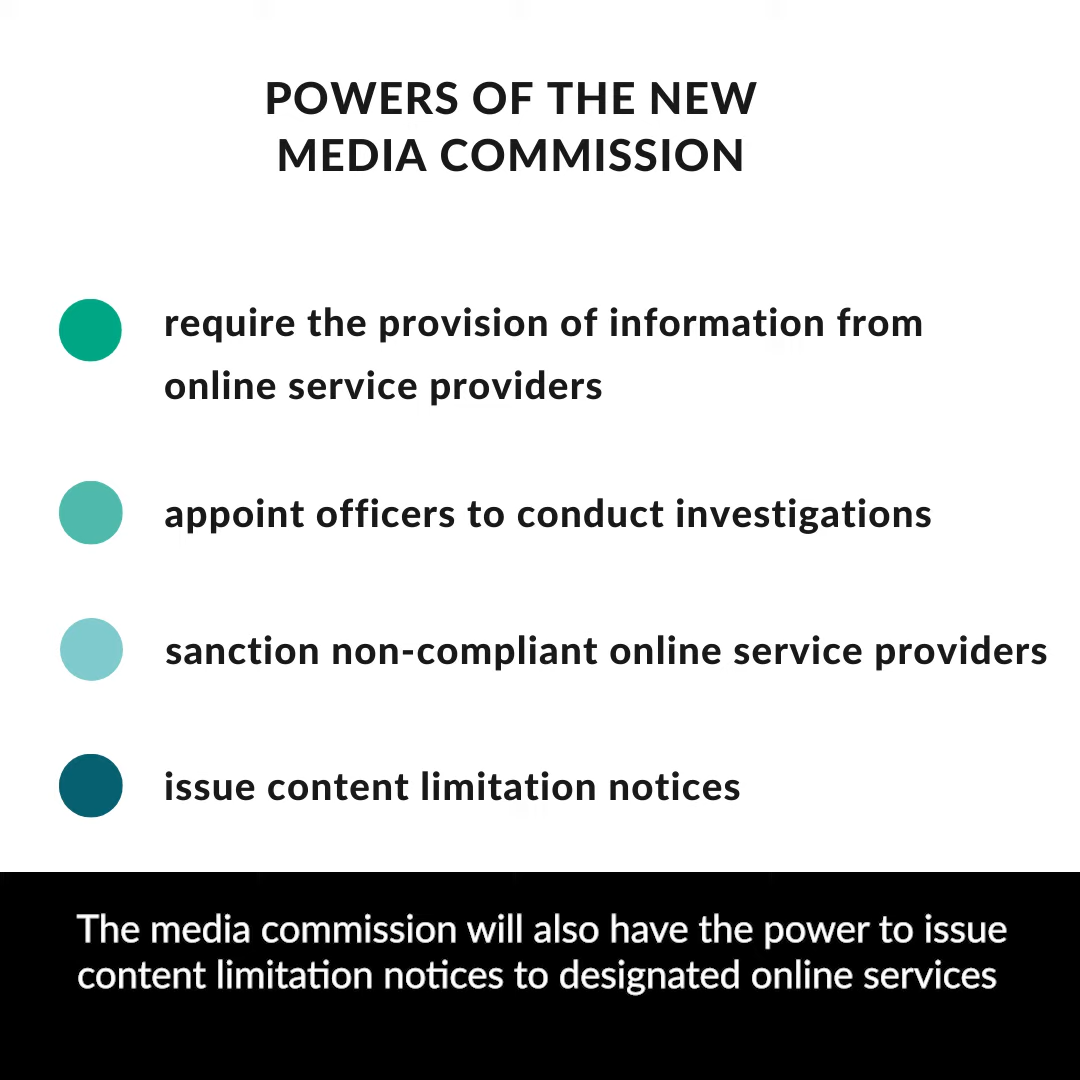 POWERS OF THE NEW
MEDIA COMMISSION
require the provision of information from
online service providers
appoint officers to conduct investigations
sanction non-compliant online service providers
issue content limitation notices
The media commission will also have the power to issue
content limitation notices to designated online services